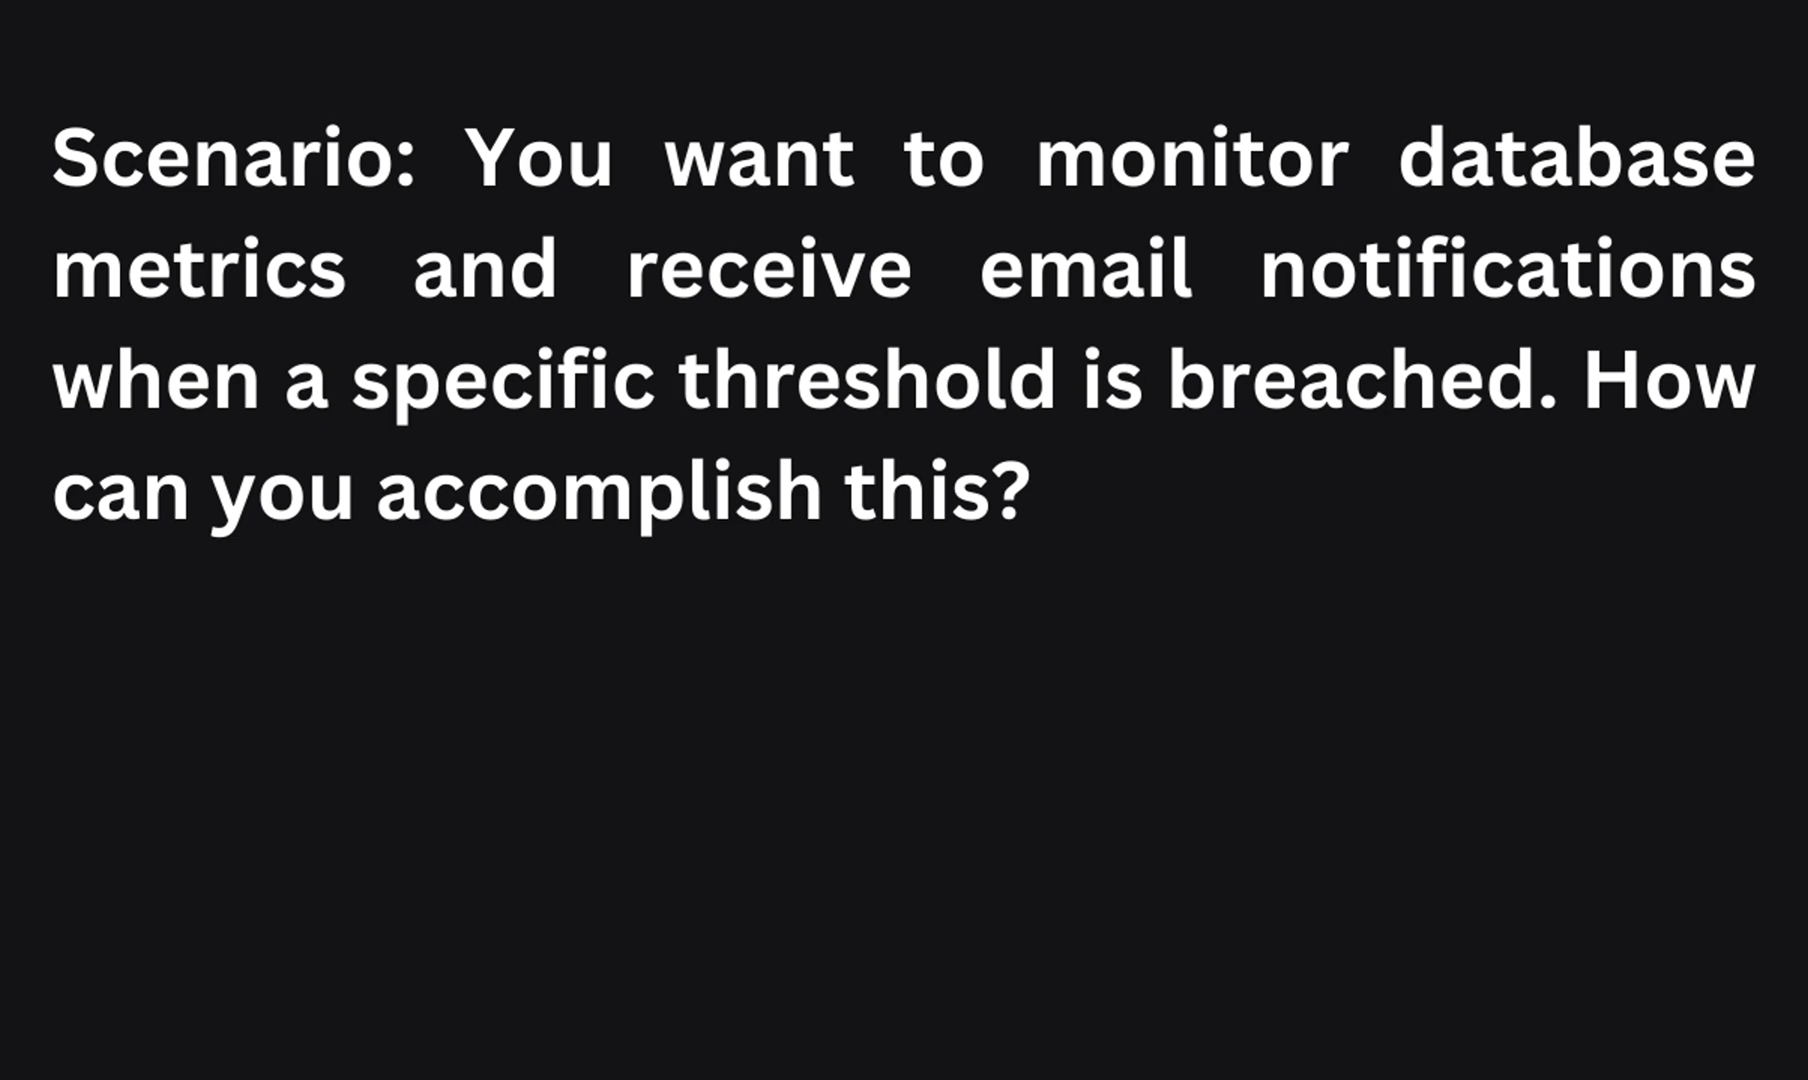 Scenario: You want to monitor database
metrics and receive email notifications
when a specific threshold is breached. How
can you accomplish this?